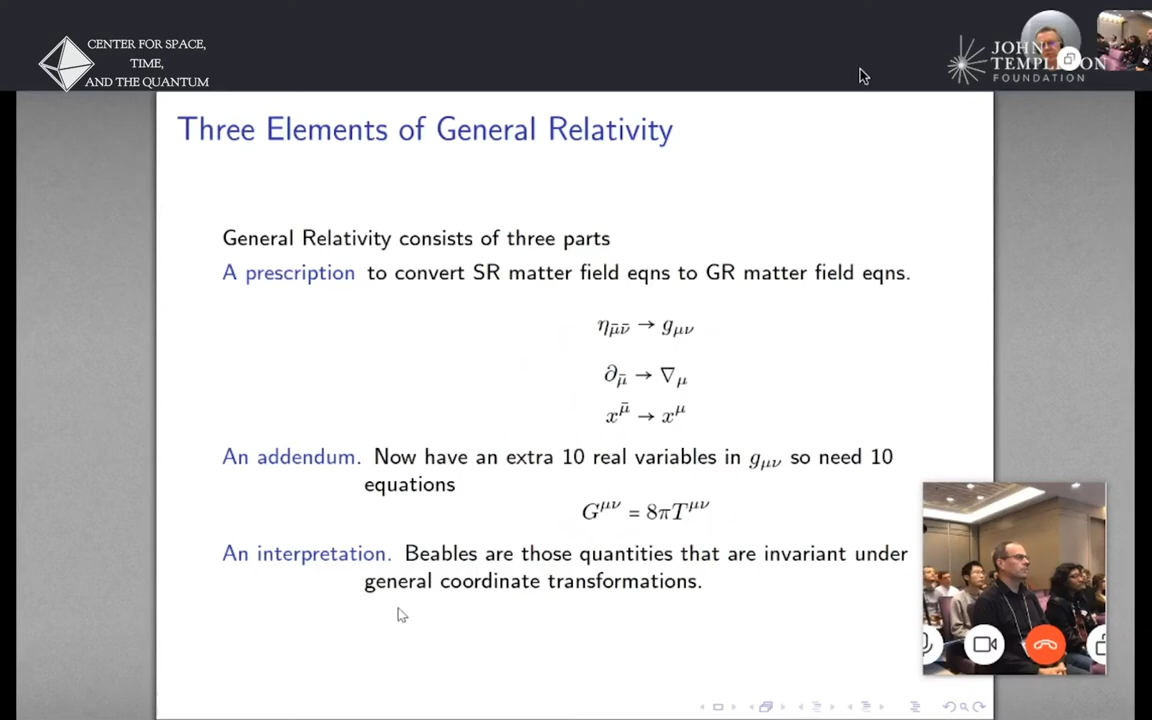 CENTER FOR SPACE,
TIME,
AND THE QUANTUM
JOHN
FOUNDATION
Three Elements of General Relativity
General Relativity consists of three parts
A prescription to convert SR matter field eqns to GR matter field eqns.
η_{μ̄ν̄} → g_{μν}
∂_{μ̄} → ∇_μ
x^{μ̄} → x^μ
An addendum. Now have an extra 10 real variables in g_{μν} so need 10
equations
G^{μν} = 8πT^{μν}
An interpretation. Beables are those quantities that are invariant under
general coordinate transformations.